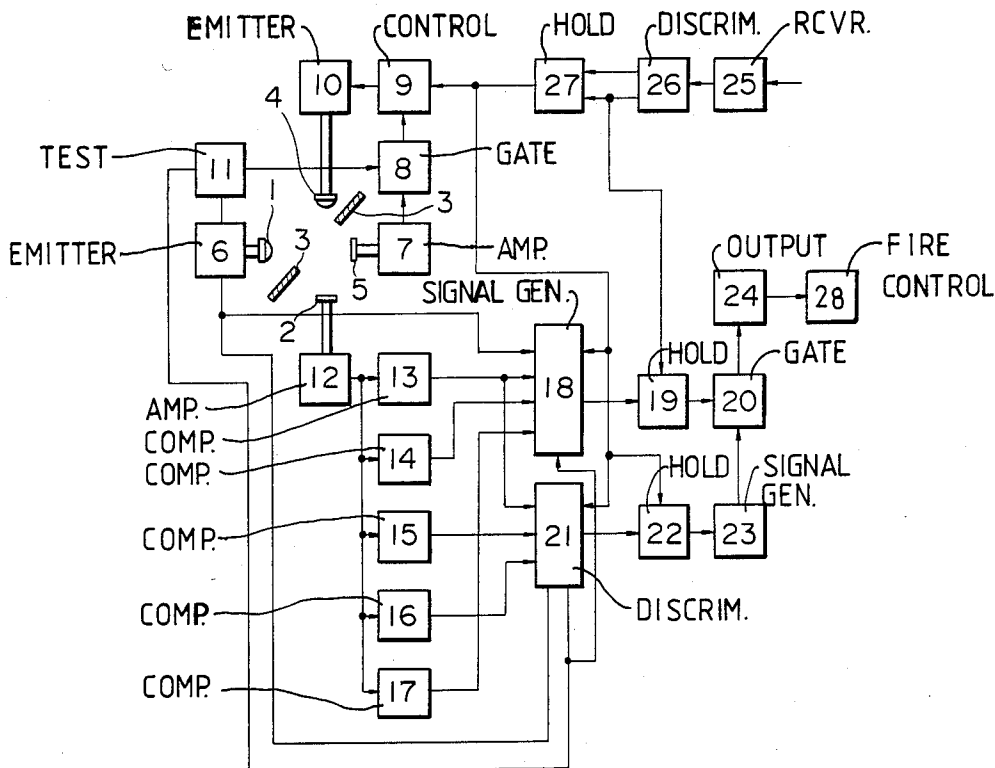 EMITTER
CONTROL
HOLD
DISCRIM.
RCVR.
10
9
27
26
25
4
TEST
11
8
GATE
1
3
EMITTER
6
3
5
7
AMP.
OUTPUT
FIRE
CONTROL
24
28
SIGNAL GEN.
2
12
13
18
HOLD
19
GATE
20
AMP.
COMP.
COMP.
14
HOLD
SIGNAL
GEN.
COMP.
15
21
22
23
COMP.
16
DISCRIM.
COMP.
17